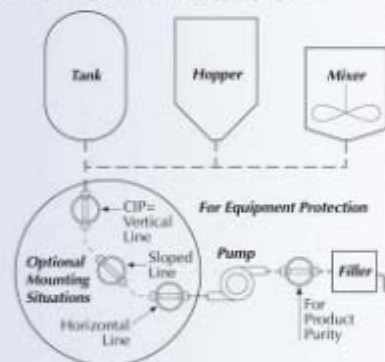 Tank
Hopper
Mixer
CIP=
Vertical
Line
For Equipment Protection
Optional
Mounting
Situations
Sloped
Line
Pump
Filler
Horizontal
Line
For
Product
Purity